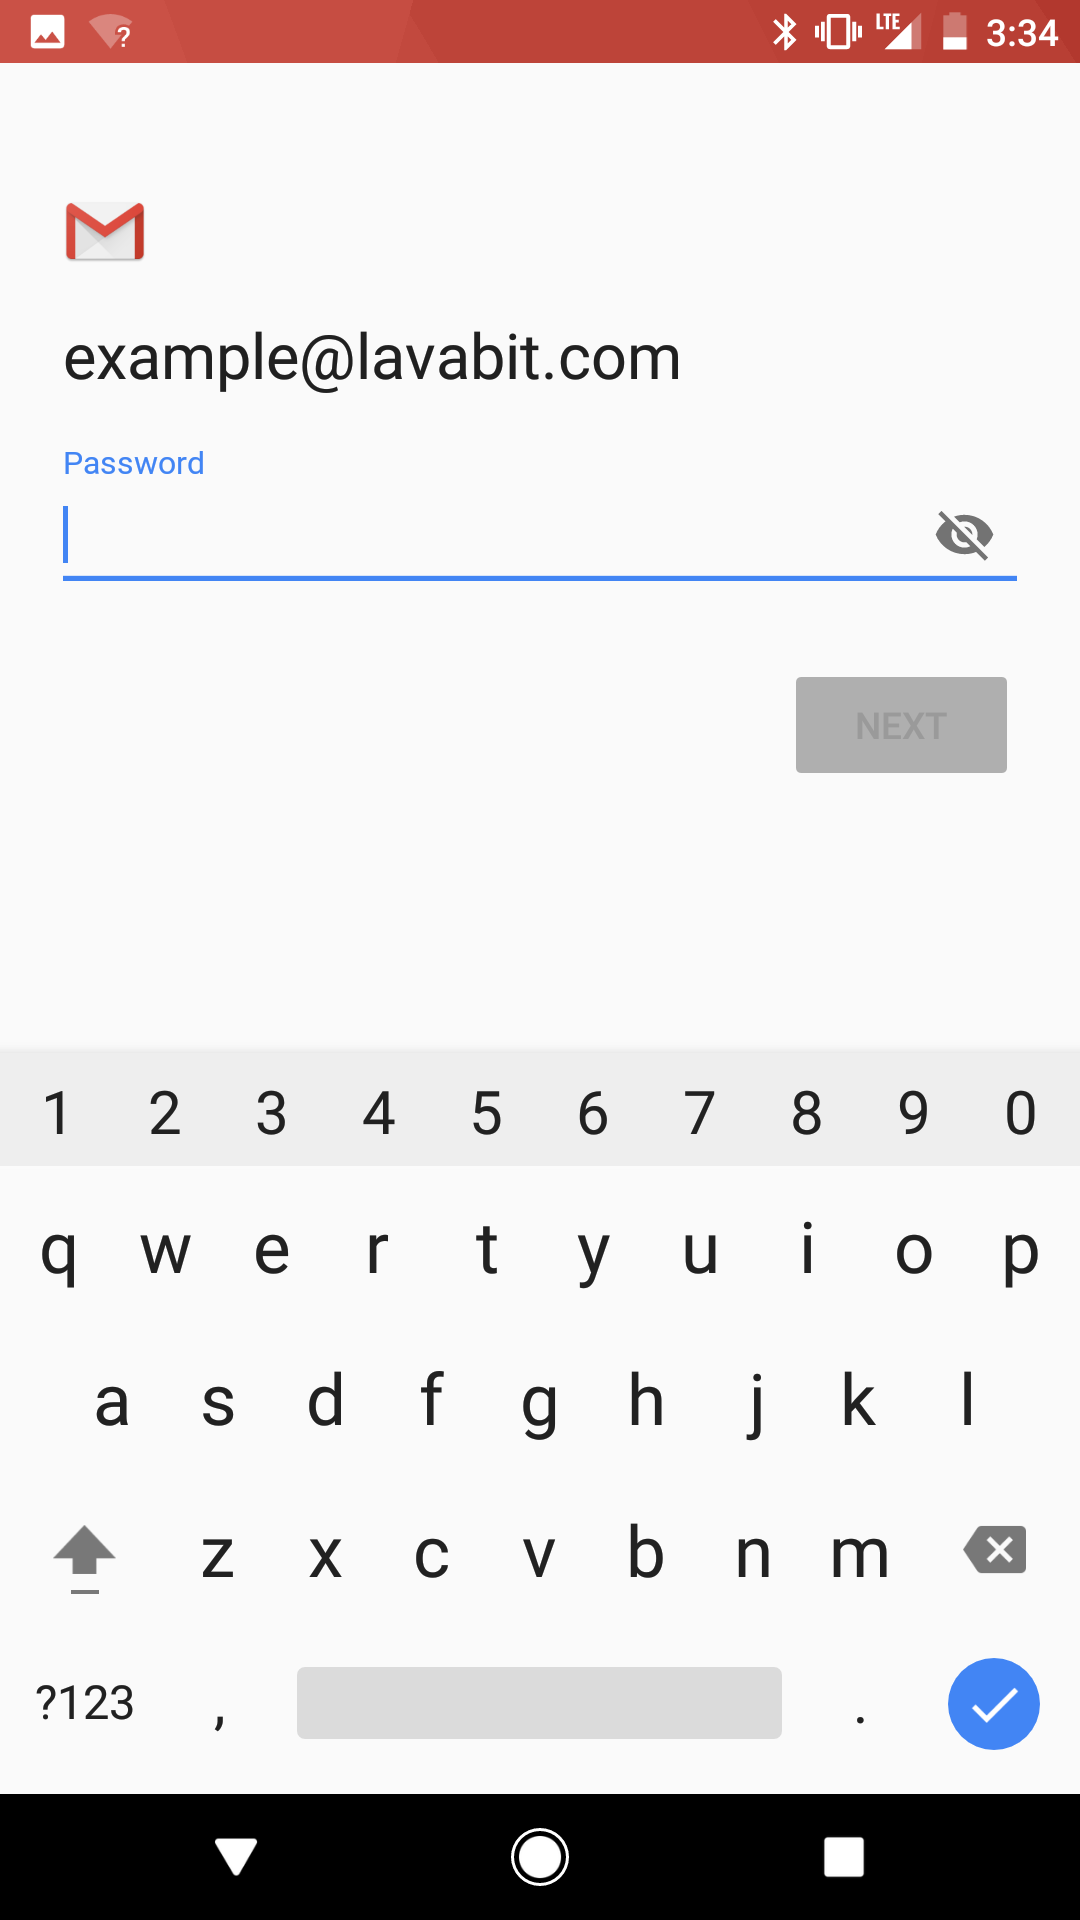 LTE 3:34
example@lavabit.com
Password
NEXT
1 2 3 4 5 6 7 8 9 0
q w e r t y u i o p
a s d f g h j k l
z x c v b n m
?123 , .